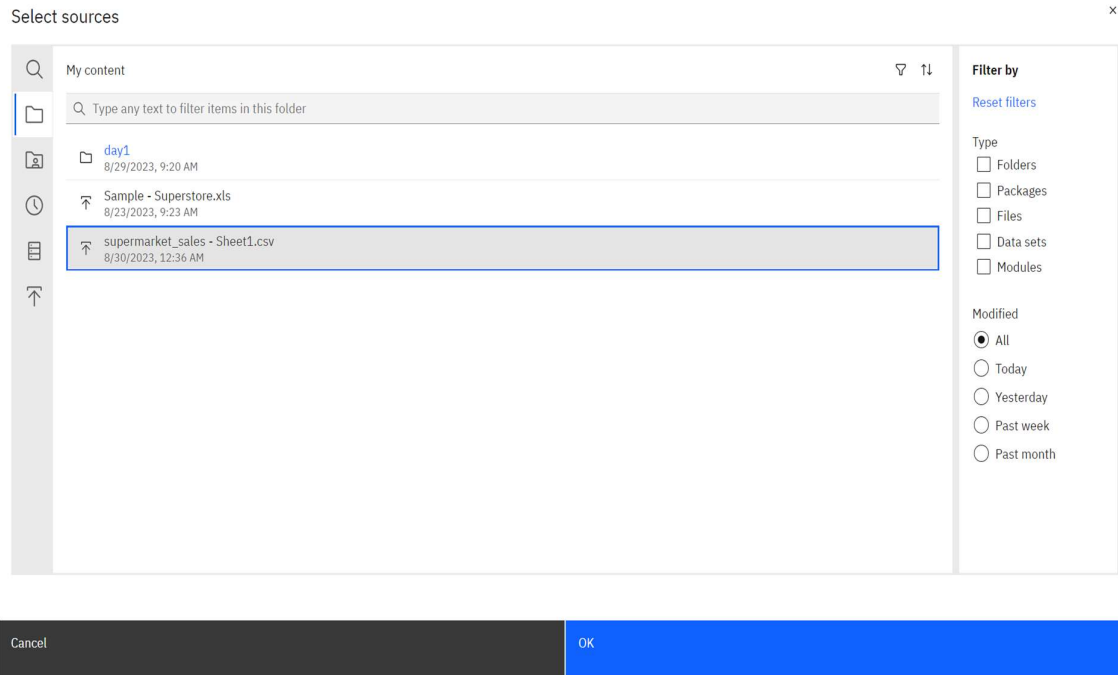 Select sources
x
My content
Type any text to filter items in this folder
day1
8/29/2023, 9:20 AM
Sample - Superstore.xls
8/23/2023, 9:23 AM
supermarket_sales - Sheet1.csv
8/30/2023, 12:36 AM
Filter by
Reset filters
Type
Folders
Packages
Files
Data sets
Modules
Modified
All
Today
Yesterday
Past week
Past month
Cancel
OK